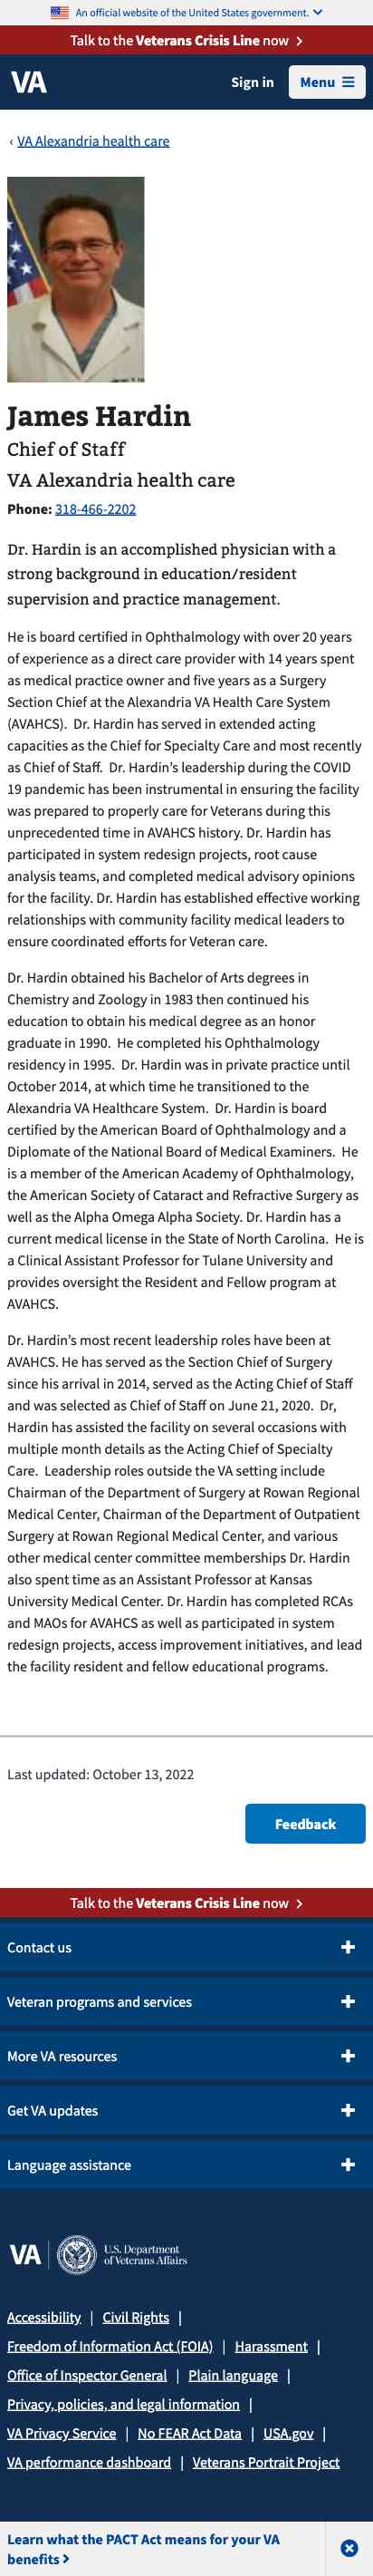 An official website of the United States government.
Talk to the Veterans Crisis Line now
VA
Sign in
Menu
‹ VA Alexandria health care
James Hardin
Chief of Staff
VA Alexandria health care
Phone: 318-466-2202
Dr. Hardin is an accomplished physician with a
strong background in education/resident
supervision and practice management.
He is board certified in Ophthalmology with over 20 years
of experience as a direct care provider with 14 years spent
as medical practice owner and five years as a Surgery
Section Chief at the Alexandria VA Health Care System
(AVAHCS).  Dr. Hardin has served in extended acting
capacities as the Chief for Specialty Care and most recently
as Chief of Staff.  Dr. Hardin’s leadership during the COVID
19 pandemic has been instrumental in ensuring the facility
was prepared to properly care for Veterans during this
unprecedented time in AVAHCS history. Dr. Hardin has
participated in system redesign projects, root cause
analysis teams, and completed medical advisory opinions
for the facility. Dr. Hardin has established effective working
relationships with community facility medical leaders to
ensure coordinated efforts for Veteran care.
Dr. Hardin obtained his Bachelor of Arts degrees in
Chemistry and Zoology in 1983 then continued his
education to obtain his medical degree as an honor
graduate in 1990.  He completed his Ophthalmology
residency in 1995.  Dr. Hardin was in private practice until
October 2014, at which time he transitioned to the
Alexandria VA Healthcare System.  Dr. Hardin is board
certified by the American Board of Ophthalmology and a
Diplomate of the National Board of Medical Examiners.  He
is a member of the American Academy of Ophthalmology,
the American Society of Cataract and Refractive Surgery as
well as the Alpha Omega Alpha Society. Dr. Hardin has a
current medical license in the State of North Carolina.  He is
a Clinical Assistant Professor for Tulane University and
provides oversight the Resident and Fellow program at
AVAHCS.
Dr. Hardin’s most recent leadership roles have been at
AVAHCS. He has served as the Section Chief of Surgery
since his arrival in 2014, served as the Acting Chief of Staff
and was selected as Chief of Staff on June 21, 2020.  Dr,
Hardin has assisted the facility on several occasions with
multiple month details as the Acting Chief of Specialty
Care.  Leadership roles outside the VA setting include
Chairman of the Department of Surgery at Rowan Regional
Medical Center, Chairman of the Department of Outpatient
Surgery at Rowan Regional Medical Center, and various
other medical center committee memberships Dr. Hardin
also spent time as an Assistant Professor at Kansas
University Medical Center. Dr. Hardin has completed RCAs
and MAOs for AVAHCS as well as participated in system
redesign projects, access improvement initiatives, and lead
the facility resident and fellow educational programs.
Last updated: October 13, 2022
Feedback
Talk to the Veterans Crisis Line now
Contact us
Veteran programs and services
More VA resources
Get VA updates
Language assistance
VA | U.S. Department
of Veterans Affairs
Accessibility | Civil Rights |
Freedom of Information Act (FOIA) | Harassment |
Office of Inspector General | Plain language |
Privacy, policies, and legal information |
VA Privacy Service | No FEAR Act Data | USA.gov |
VA performance dashboard | Veterans Portrait Project
Learn what the PACT Act means for your VA
benefits